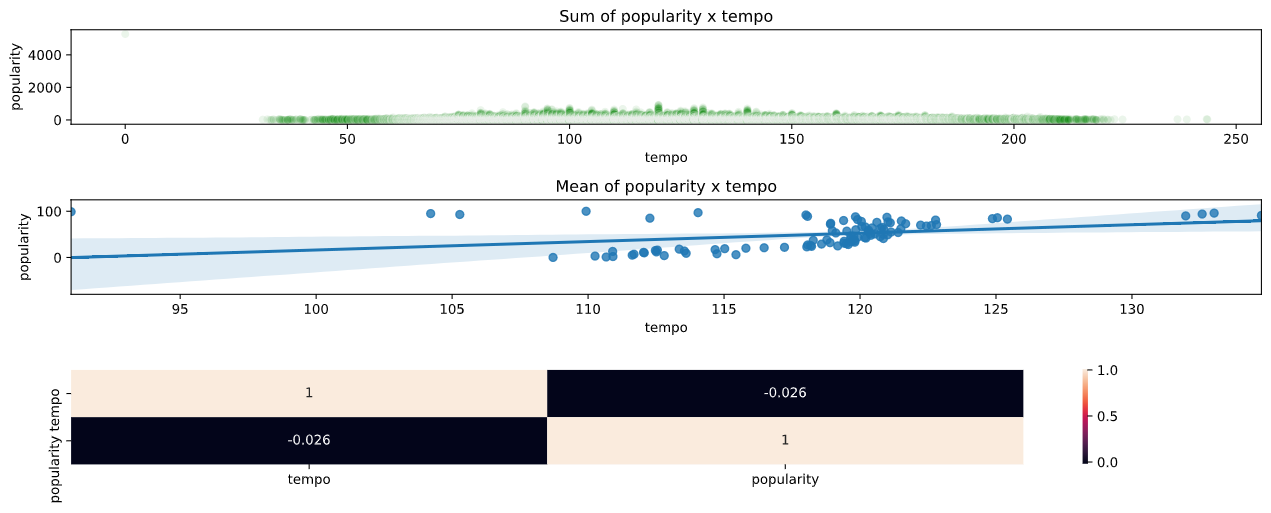 Sum of popularity x tempo
popularity
4000
2000
0
0 50 100 150 200 250
tempo
Mean of popularity x tempo
popularity
100
0
95 100 105 110 115 120 125 130
tempo
popularity tempo
1 -0.026
-0.026 1
tempo popularity
1.0
0.5
0.0